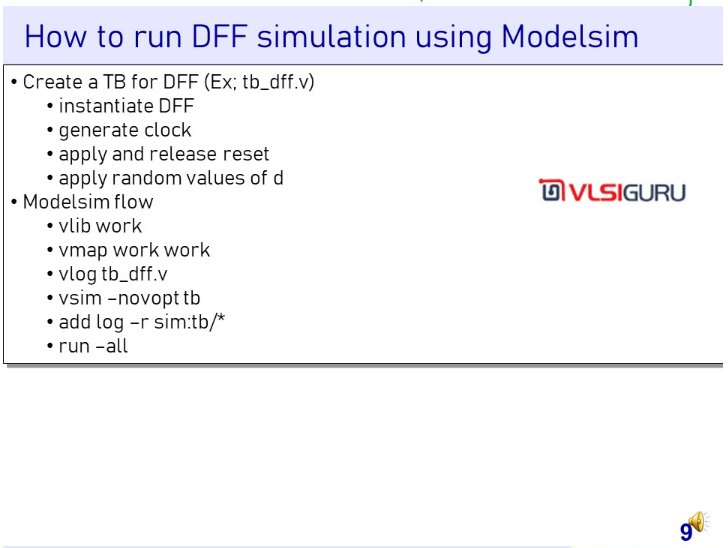 How to run DFF simulation using Modelsim
• Create a TB for DFF (Ex; tb_dff.v)
• instantiate DFF
• generate clock
• apply and release reset
• apply random values of d
• Modelsim flow
• vlib work
• vmap work work
• vlog tb_dff.v
• vsim –novopt tb
• add log –r sim:tb/*
• run –all
VLSIGURU
9